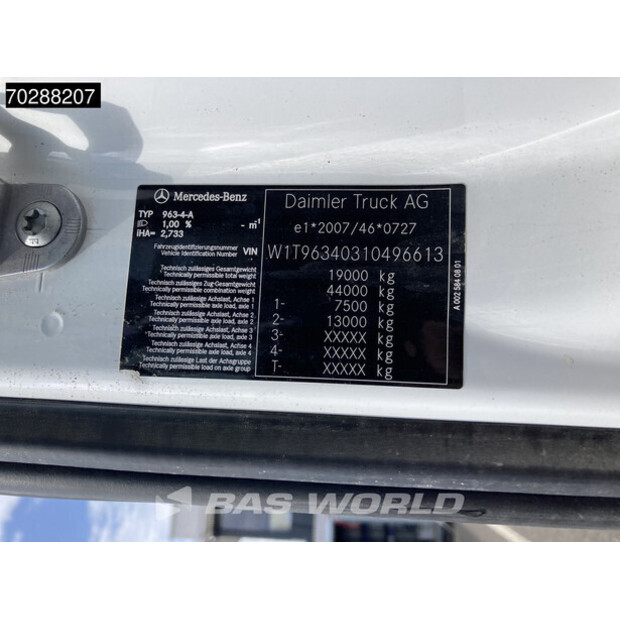 70288207
Mercedes-Benz
Daimler Truck AG
TYP 963-4-A
1,00 % - m¹
IHA= 2,733
e1*2007/46*0727
Fahrzeugidentifizierungsnummer
Vehicle Identification Number VIN
W1T96340310496613
Technisch zulässiges Gesamtgewicht
Technically permissible total weight
19000 kg
Technisch zulässiges Zug-Gesamtgewicht
Technically permissible combination weight
44000 kg
Technisch zulässige Achslast, Achse 1
Technically permissible axle load, axle 1
1- 7500 kg
Technisch zulässige Achslast, Achse 2
Technically permissible axle load, axle 2
2- 13000 kg
Technisch zulässige Achslast, Achse 3
Technically permissible axle load, axle 3
3- XXXXX kg
Technisch zulässige Achslast, Achse 4
Technically permissible axle load, axle 4
4- XXXXX kg
Technisch zulässige Last der Achsgruppe
Technically permissible load on axle group
T- XXXXX kg
A 002 584 08 01
BAS WORLD